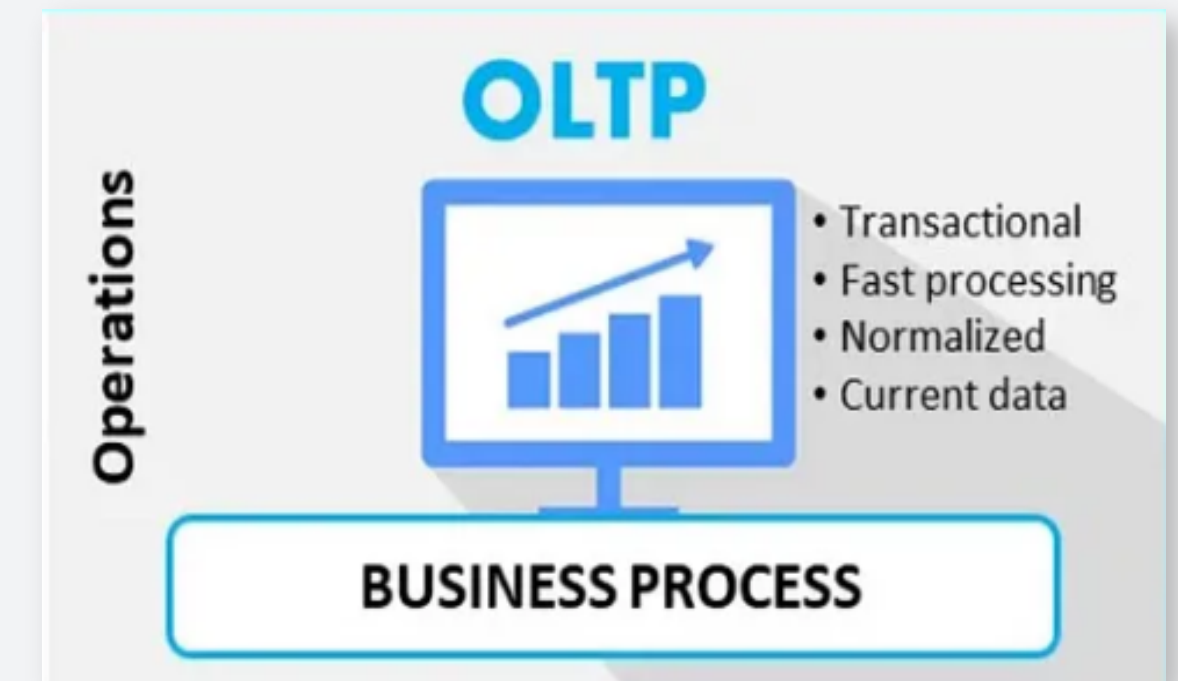 OLTP
Operations
• Transactional
• Fast processing
• Normalized
• Current data
BUSINESS PROCESS